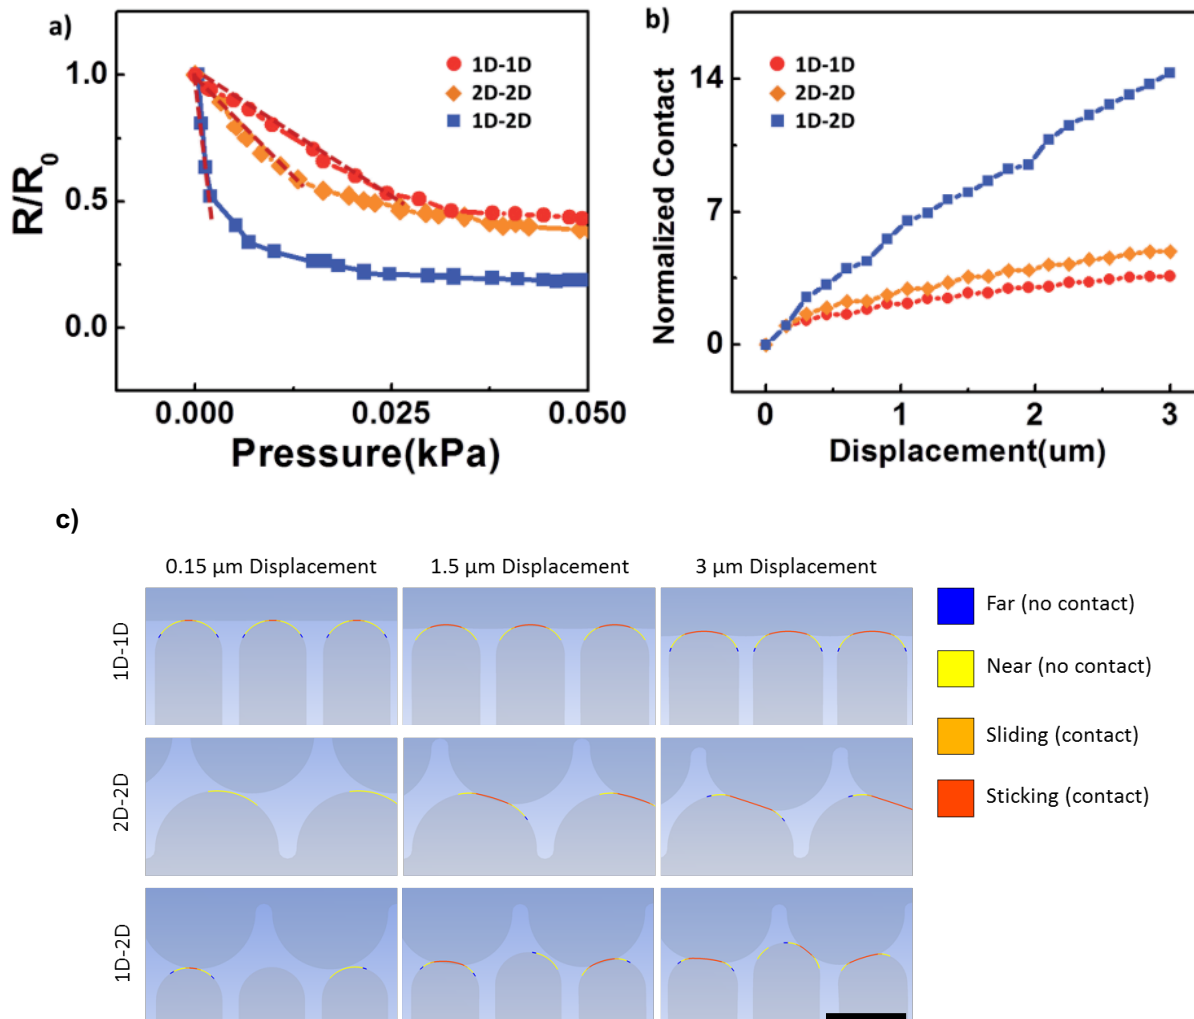 a)
1D-1D
2D-2D
1D-2D
1.0
0.5
0.0
R/R0
0.000
0.025
0.050
Pressure(kPa)
b)
1D-1D
2D-2D
1D-2D
14
7
0
Normalized Contact
0
1
2
3
Displacement(um)
c)
0.15 µm Displacement
1.5 µm Displacement
3 µm Displacement
1D-1D
2D-2D
1D-2D
Far (no contact)
Near (no contact)
Sliding (contact)
Sticking (contact)